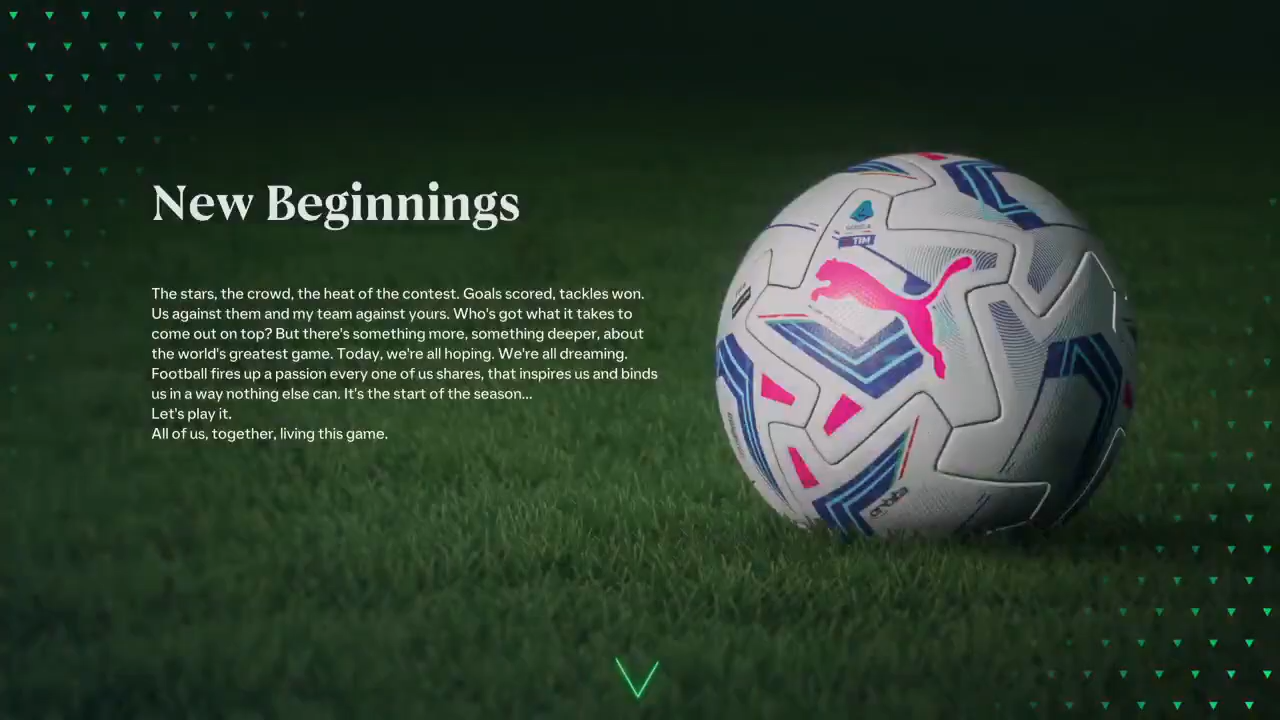 New Beginnings
The stars, the crowd, the heat of the contest. Goals scored, tackles won.
Us against them and my team against yours. Who's got what it takes to
come out on top? But there's something more, something deeper, about
the world's greatest game. Today, we're all hoping. We're all dreaming.
Football fires up a passion every one of us shares, that inspires us and binds
us in a way nothing else can. It's the start of the season...
Let's play it.
All of us, together, living this game.
TIM
orbita